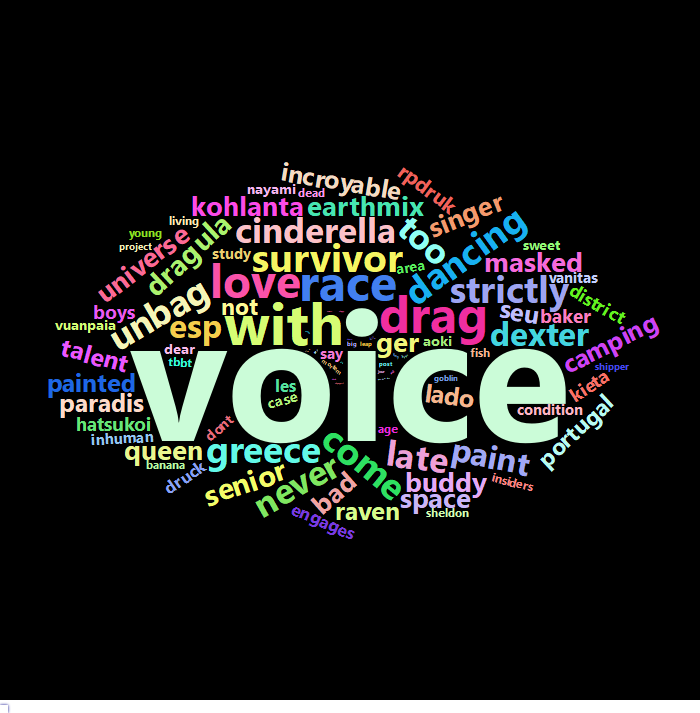 incroyable
rpdruk
nayami
dead
kohlanta
earthmix
singer
living
cinderella
too
dancing
young
universe
dragula
project
study
survivor
area
sweet
masked
love
race
strictly
vanitas
district
boys
unbag
not
with
drag
seu
baker
vuanpaia
esp
ger
aoki
dexter
camping
talent
dear
say
big
leap
fish
tbbt
voice
post
shipper
painted
les
goblin
kieta
paradis
case
lado
condition
portugal
hatsukoi
dont
age
inhuman
queen
greece
come
late
paint
banana
druck
senior
never
bad
buddy
insiders
space
raven
sheldon
engages